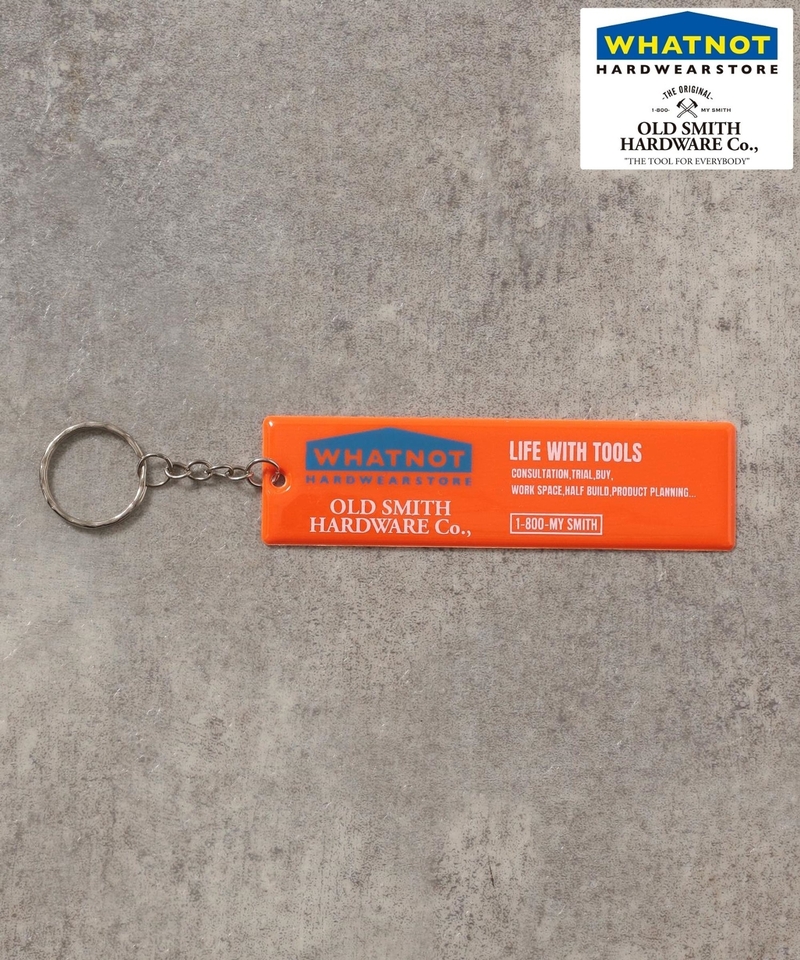 WHATNOT
HARDWEARSTORE
-THE ORIGINAL-
1-800- MY SMITH
OLD SMITH
HARDWARE Co.,
"THE TOOL FOR EVERYBODY"
WHATNOT
HARDWEARSTORE
OLD SMITH
HARDWARE Co.,
LIFE WITH TOOLS
CONSULTATION,TRIAL,BUY,
WORK SPACE,HALF BUILD,PRODUCT PLANNING...
1-800-MY SMITH